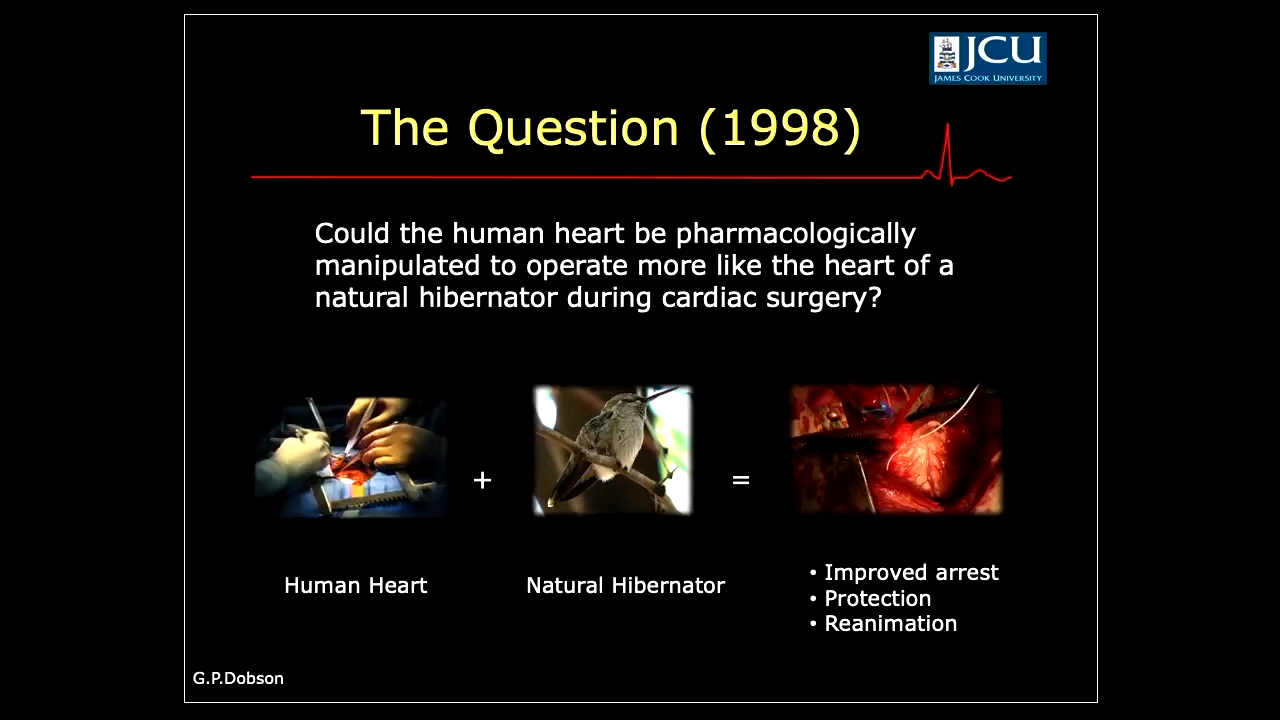 JCU
JAMES COOK UNIVERSITY
The Question (1998)
Could the human heart be pharmacologically
manipulated to operate more like the heart of a
natural hibernator during cardiac surgery?
+
=
Human Heart
Natural Hibernator
• Improved arrest
• Protection
• Reanimation
G.P.Dobson